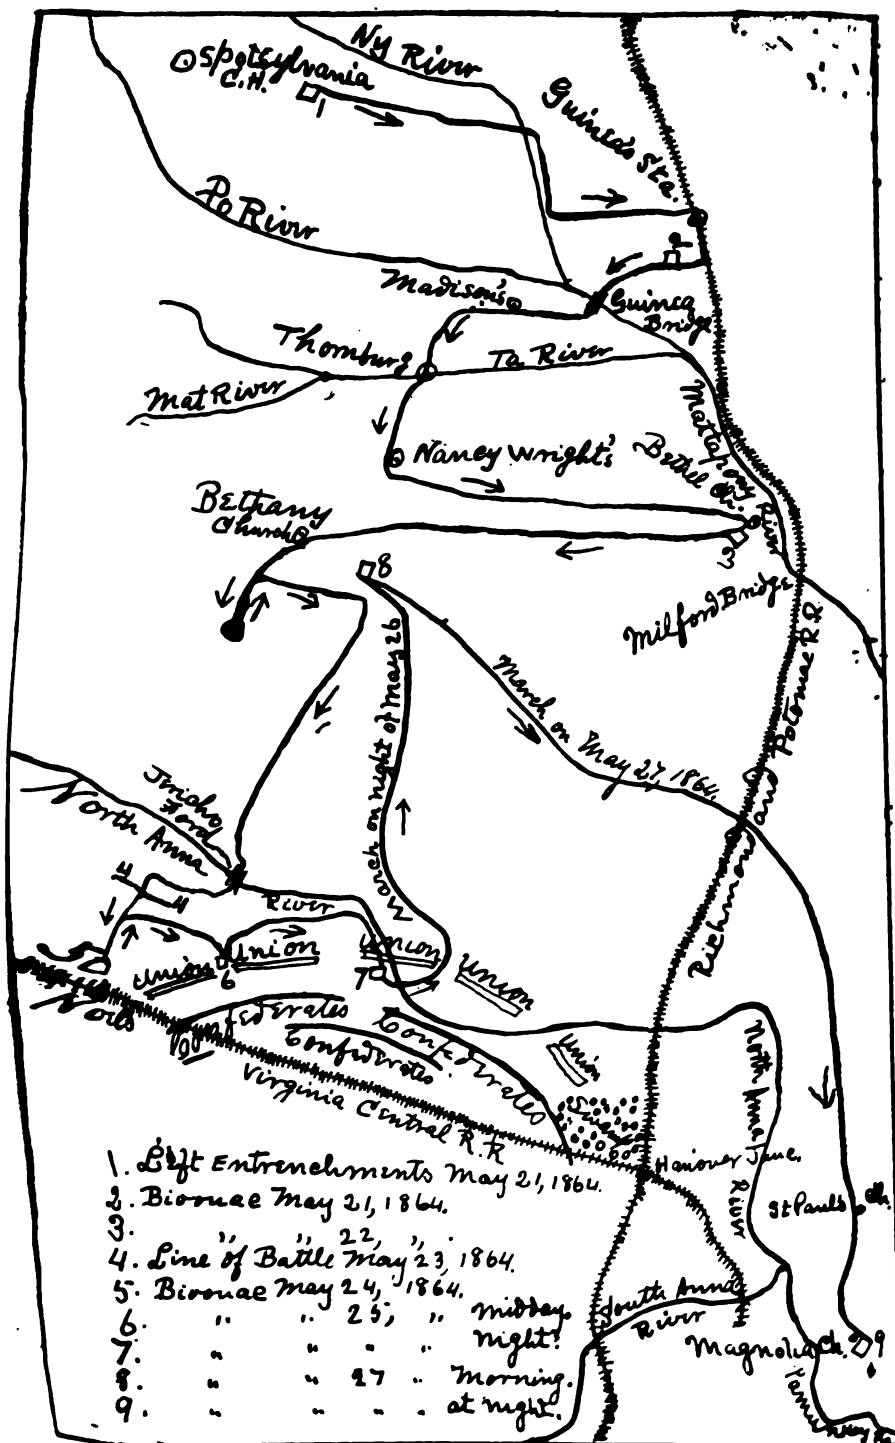 Ny River
Spotsylvania
C.H.
1
Guinea's Sta.
Po River
2
Madison's
Guinea
Bridge
Thornburg
Ta River
Mat River
Mattapony River
Nancy Wright's
Bethel Ch.
Bethany
Church
3
8
Milford Bridge
March on night of May 26
March on May 27, 1864.
Richmond and Potomac R.R.
Jericho
Ford
North Anna
River
4
4
Union
6
Union
7
Union
Union
Union
Noels
Confederates
Confederates
Confederates
Virginia Central R.R
Swamp
North Anna
River
Hanover Junc.
St Paul's Ch.
South Anna
River
Magnolia Ch.
9
Pamunkey R.
1. Left Entrenchments May 21, 1864.
2. Bivouac May 21, 1864.
3. " " 22, " .
4. Line of Battle May 23, 1864.
5. Bivouac May 24, 1864.
6. " " 25, " midday.
7. " " " " night.
8. " " 27 " Morning.
9. " " " " at night.